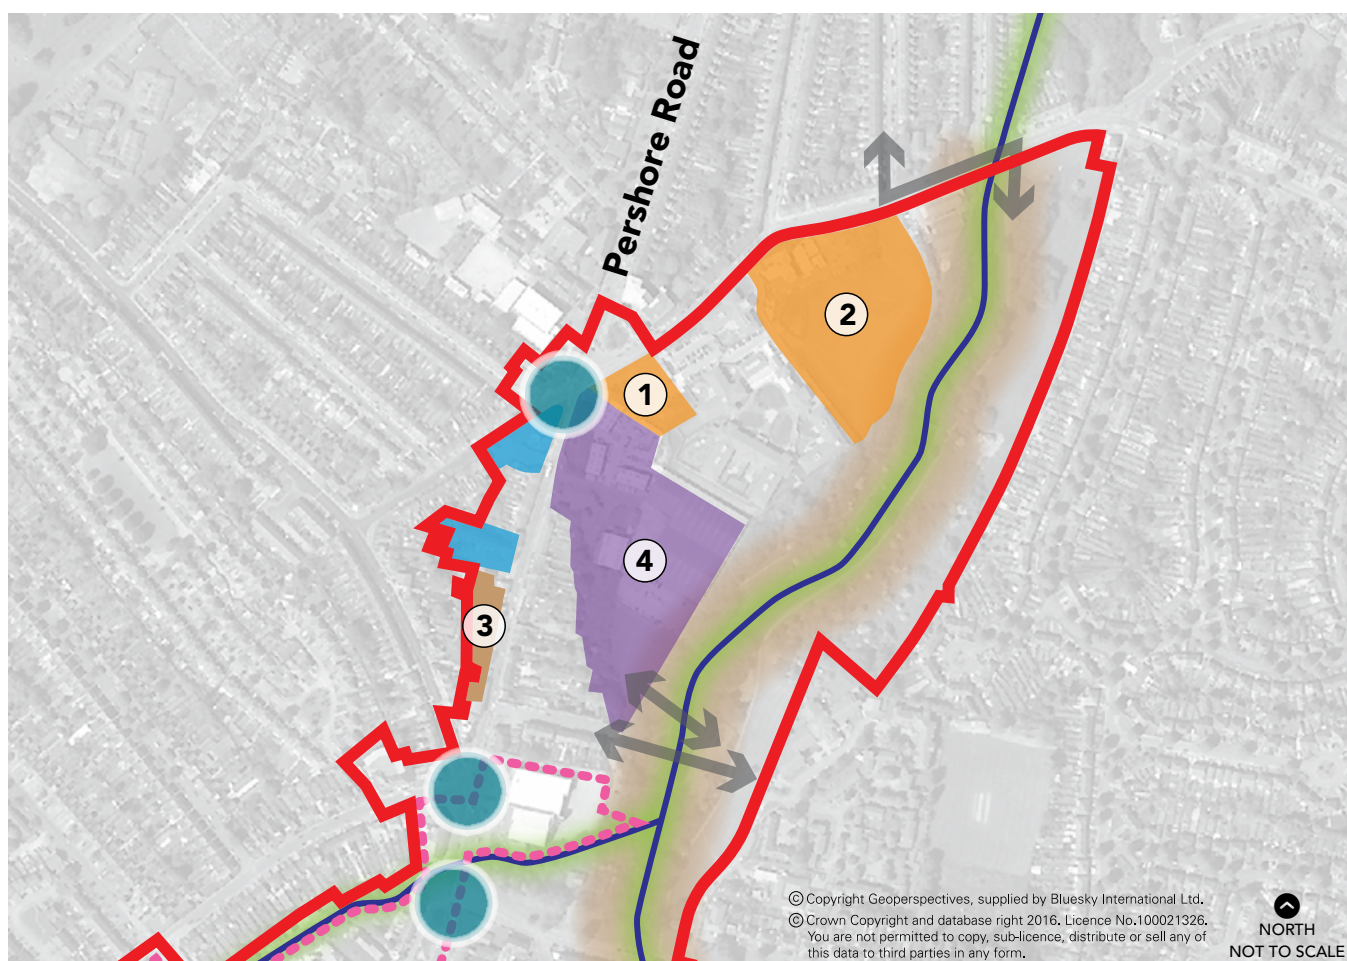 Pershore Road
2
1
4
3
© Copyright Geoperspectives, supplied by Bluesky International Ltd.
© Crown Copyright and database right 2016. Licence No.100021326.
You are not permitted to copy, sub-licence, distribute or sell any of
this data to third parties in any form.
NORTH
NOT TO SCALE